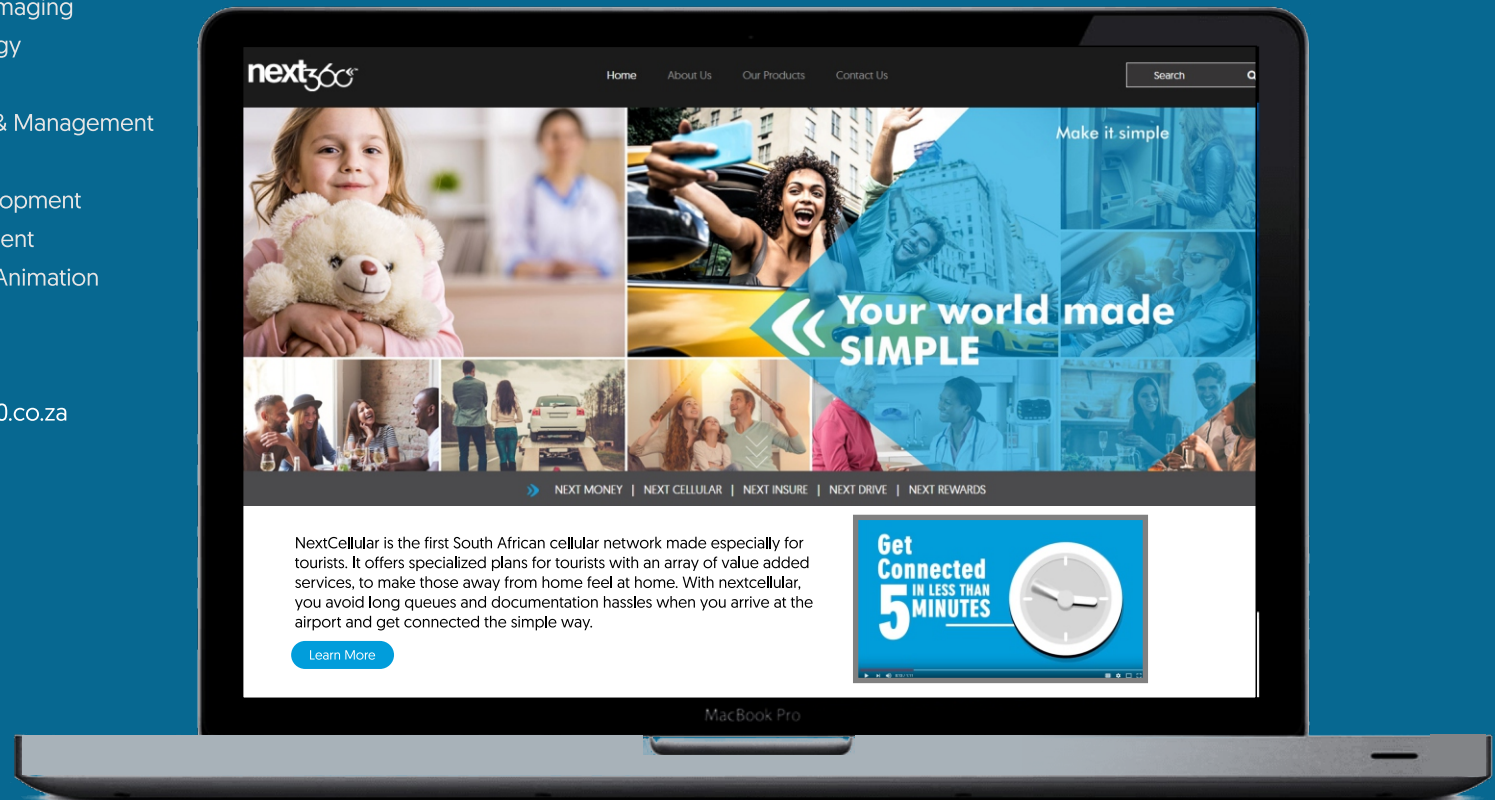 maging
gy
& Management
opment
ent
Animation
0.co.za
next360
Home About Us Our Products Contact Us
Search
Make it simple
Your world made
SIMPLE
NEXT MONEY | NEXT CELLULAR | NEXT INSURE | NEXT DRIVE | NEXT REWARDS
NextCellular is the first South African cellular network made especially for
tourists. It offers specialized plans for tourists with an array of value added
services, to make those away from home feel at home. With nextcellular,
you avoid long queues and documentation hassles when you arrive at the
airport and get connected the simple way.
Learn More
Get
Connected
IN LESS THAN
5 MINUTES
MacBook Pro